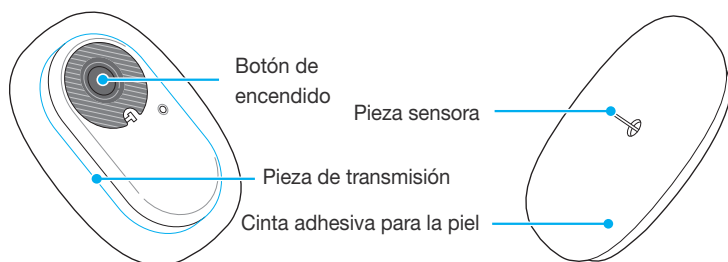 Botón de
encendido
Pieza sensora
Pieza de transmisión
Cinta adhesiva para la piel